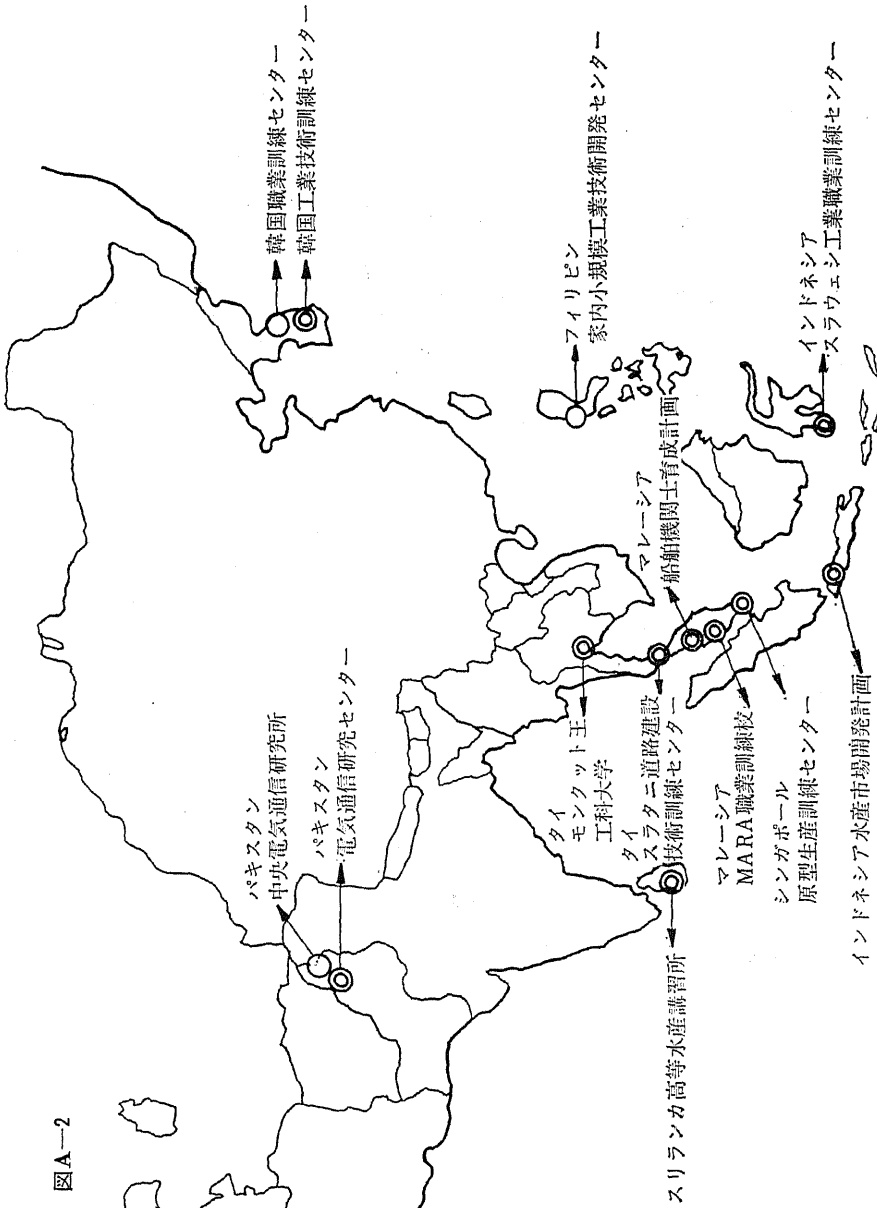 図A-2
パキスタン
中央電気通信研究所
パキスタン
電気通信研究センター
韓国職業訓練センター
韓国工業技術訓練センター
フィリピン
家内小規模工業技術開発センター
タイ
モンクット王
工科大学
タイ
スラタニ道路建設
技術訓練センター
マレーシア
船舶機関士育成計画
マレーシア
MARA職業訓練校
シンガポール
原型生産訓練センター
スリランカ高等水産講習所
インドネシア水産市場開発計画
インドネシア
スラウェシ工業職業訓練センター